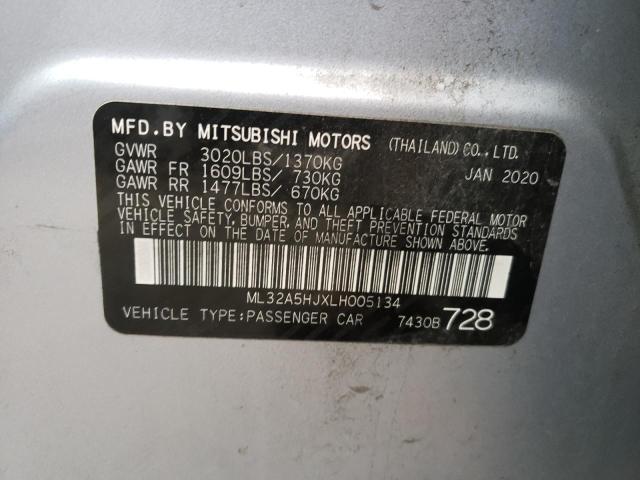 MFD.BY MITSUBISHI MOTORS (THAILAND)CO.,LTD.
GVWR 3020LBS/1370KG JAN 2020
GAWR FR 1609LBS/ 730KG
GAWR RR 1477LBS/ 670KG
THIS VEHICLE CONFORMS TO ALL APPLICABLE FEDERAL MOTOR
VEHICLE SAFETY, BUMPER, AND THEFT PREVENTION STANDARDS
IN EFFECT ON THE DATE OF MANUFACTURE SHOWN ABOVE.
ML32A5HJXLH005134
VEHICLE TYPE:PASSENGER CAR 7430B 728